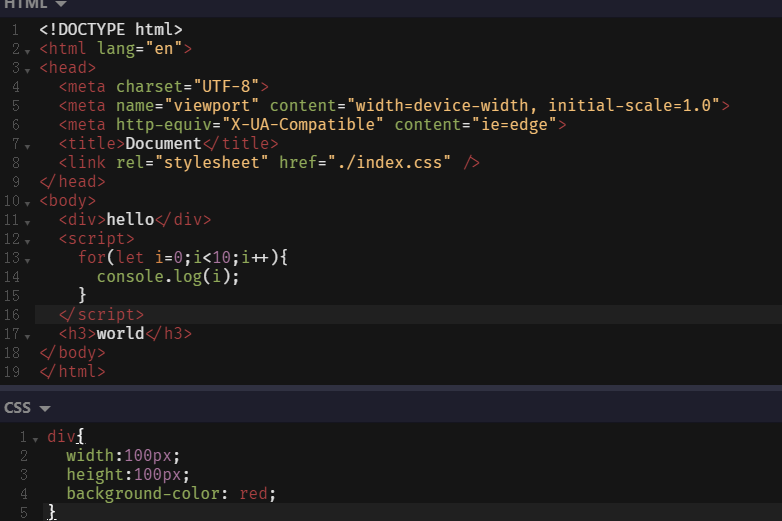 HTML
1 <!DOCTYPE html>
2 <html lang="en">
3 <head>
4 <meta charset="UTF-8">
5 <meta name="viewport" content="width=device-width, initial-scale=1.0">
6 <meta http-equiv="X-UA-Compatible" content="ie=edge">
7 <title>Document</title>
8 <link rel="stylesheet" href="./index.css" />
9 </head>
10 <body>
11 <div>hello</div>
12 <script>
13 for(let i=0;i<10;i++){
14 console.log(i);
15 }
16 </script>
17 <h3>world</h3>
18 </body>
19 </html>
CSS
1 div{
2 width:100px;
3 height:100px;
4 background-color: red;
5 }